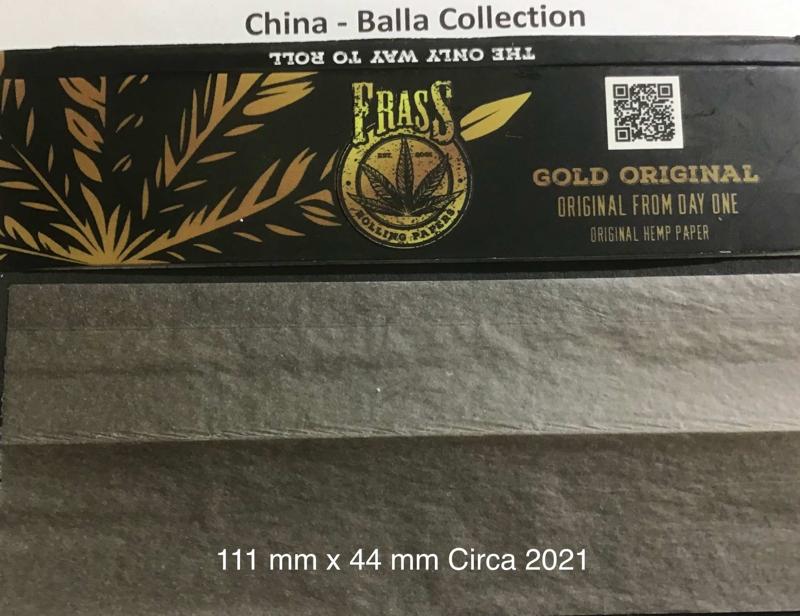 China - Balla Collection
THE ONLY WAY TO ROLL
FRASS
EST.
ROLLING PAPERS
GOLD ORIGINAL
ORIGINAL FROM DAY ONE
ORIGINAL HEMP PAPER
111 mm x 44 mm Circa 2021